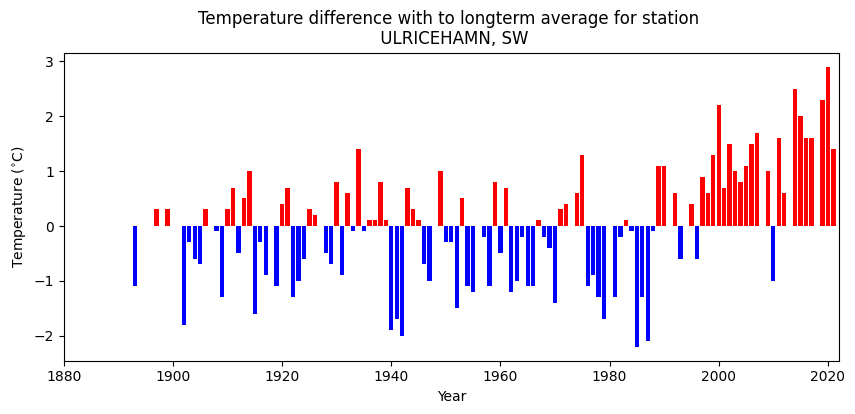 Temperature difference with to longterm average for station
ULRICEHAMN, SW
3
2
1
0
−1
−2
Temperature (°C)
1880 1900 1920 1940 1960 1980 2000 2020
Year